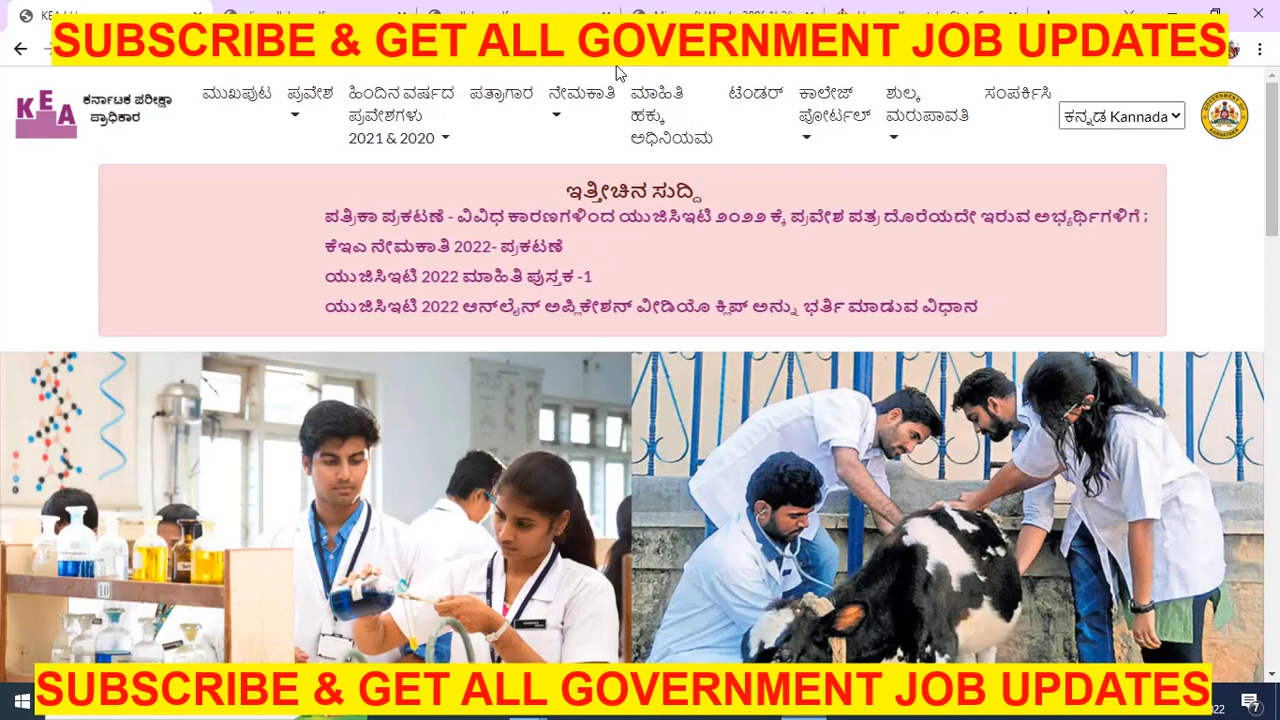 SUBSCRIBE & GET ALL GOVERNMENT JOB UPDATES
KEA
ಕರ್ನಾಟಕ ಪರೀಕ್ಷಾ
ಪ್ರಾಧಿಕಾರ
ಮುಖಪುಟ
ಪ್ರವೇಶ
ಹಿಂದಿನ ವರ್ಷದ
ಪ್ರವೇಶಗಳು
2021 & 2020
ಪತ್ರಾಗಾರ
ನೇಮಕಾತಿ
ಮಾಹಿತಿ
ಹಕ್ಕು
ಅಧಿನಿಯಮ
ಟೆಂಡರ್
ಕಾಲೇಜ್
ಪೋರ್ಟಲ್
ಶುಲ್ಕ
ಮರುಪಾವತಿ
ಸಂಪರ್ಕಿಸಿ
ಕನ್ನಡ Kannada
ಇತ್ತೀಚಿನ ಸುದ್ದಿ
ಪತ್ರಿಕಾ ಪ್ರಕಟಣೆ - ವಿವಿಧ ಕಾರಣಗಳಿಂದ ಯುಜಿಸಿಇಟಿ ೨೦೨೨ ಕ್ಕೆ ಪ್ರವೇಶ ಪತ್ರ ದೊರೆಯದೇ ಇರುವ ಅಭ್ಯರ್ಥಿಗಳಿಗೆ
ಕೆಇಎ ನೇಮಕಾತಿ 2022- ಪ್ರಕಟಣೆ
ಯುಜಿಸಿಇಟಿ 2022 ಮಾಹಿತಿ ಪುಸ್ತಕ -1
ಯುಜಿಸಿಇಟಿ 2022 ಆನ್‌ಲೈನ್ ಅಪ್ಲಿಕೇಶನ್ ವೀಡಿಯೊ ಕ್ಲಿಪ್ ಅನ್ನು ಭರ್ತಿ ಮಾಡುವ ವಿಧಾನ
10
SUBSCRIBE & GET ALL GOVERNMENT JOB UPDATES